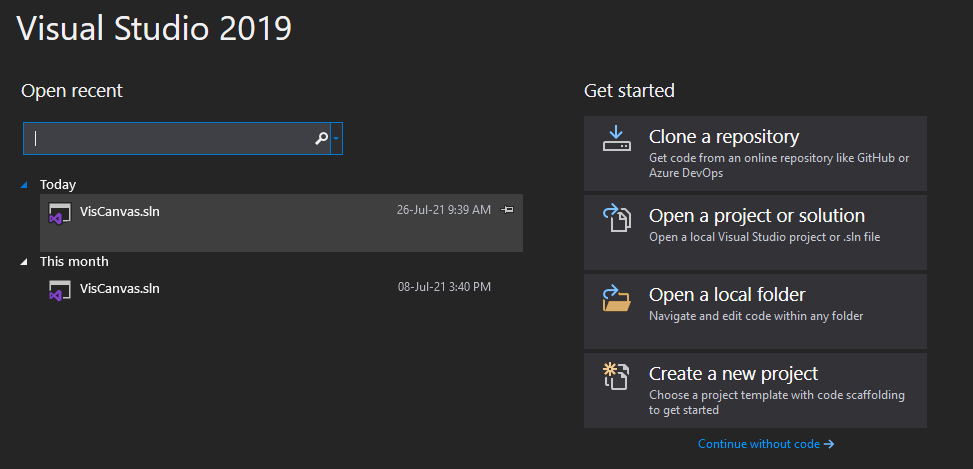 Visual Studio 2019
Open recent
Today
VisCanvas.sln 26-Jul-21 9:39 AM
This month
VisCanvas.sln 08-Jul-21 3:40 PM
Get started
Clone a repository
Get code from an online repository like GitHub or
Azure DevOps
Open a project or solution
Open a local Visual Studio project or .sln file
Open a local folder
Navigate and edit code within any folder
Create a new project
Choose a project template with code scaffolding
to get started
Continue without code